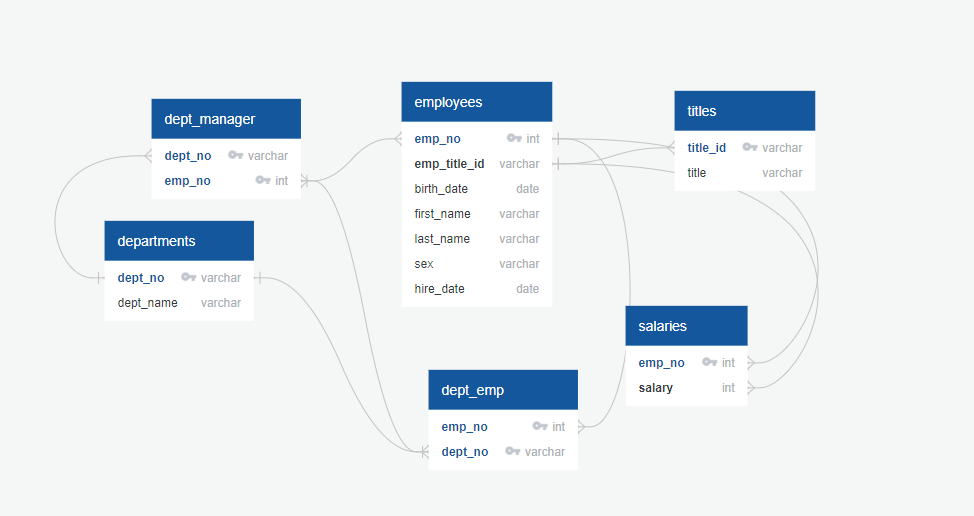 dept_manager
dept_no varchar
emp_no int
departments
dept_no varchar
dept_name varchar
employees
emp_no int
emp_title_id varchar
birth_date date
first_name varchar
last_name varchar
sex varchar
hire_date date
titles
title_id varchar
title varchar
salaries
emp_no int
salary int
dept_emp
emp_no int
dept_no varchar